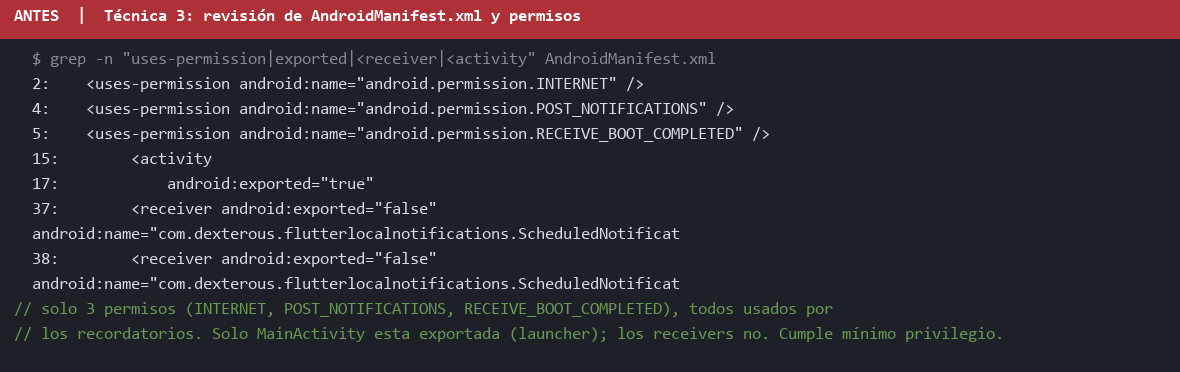 ANTES | Técnica 3: revisión de AndroidManifest.xml y permisos
$ grep -n "uses-permission|exported|<receiver|<activity" AndroidManifest.xml
2:    <uses-permission android:name="android.permission.INTERNET" />
4:    <uses-permission android:name="android.permission.POST_NOTIFICATIONS" />
5:    <uses-permission android:name="android.permission.RECEIVE_BOOT_COMPLETED" />
15:        <activity
17:            android:exported="true"
37:        <receiver android:exported="false"
android:name="com.dexterous.flutterlocalnotifications.ScheduledNotificat
38:        <receiver android:exported="false"
android:name="com.dexterous.flutterlocalnotifications.ScheduledNotificat
// solo 3 permisos (INTERNET, POST_NOTIFICATIONS, RECEIVE_BOOT_COMPLETED), todos usados por
// los recordatorios. Solo MainActivity esta exportada (launcher); los receivers no. Cumple mínimo privilegio.